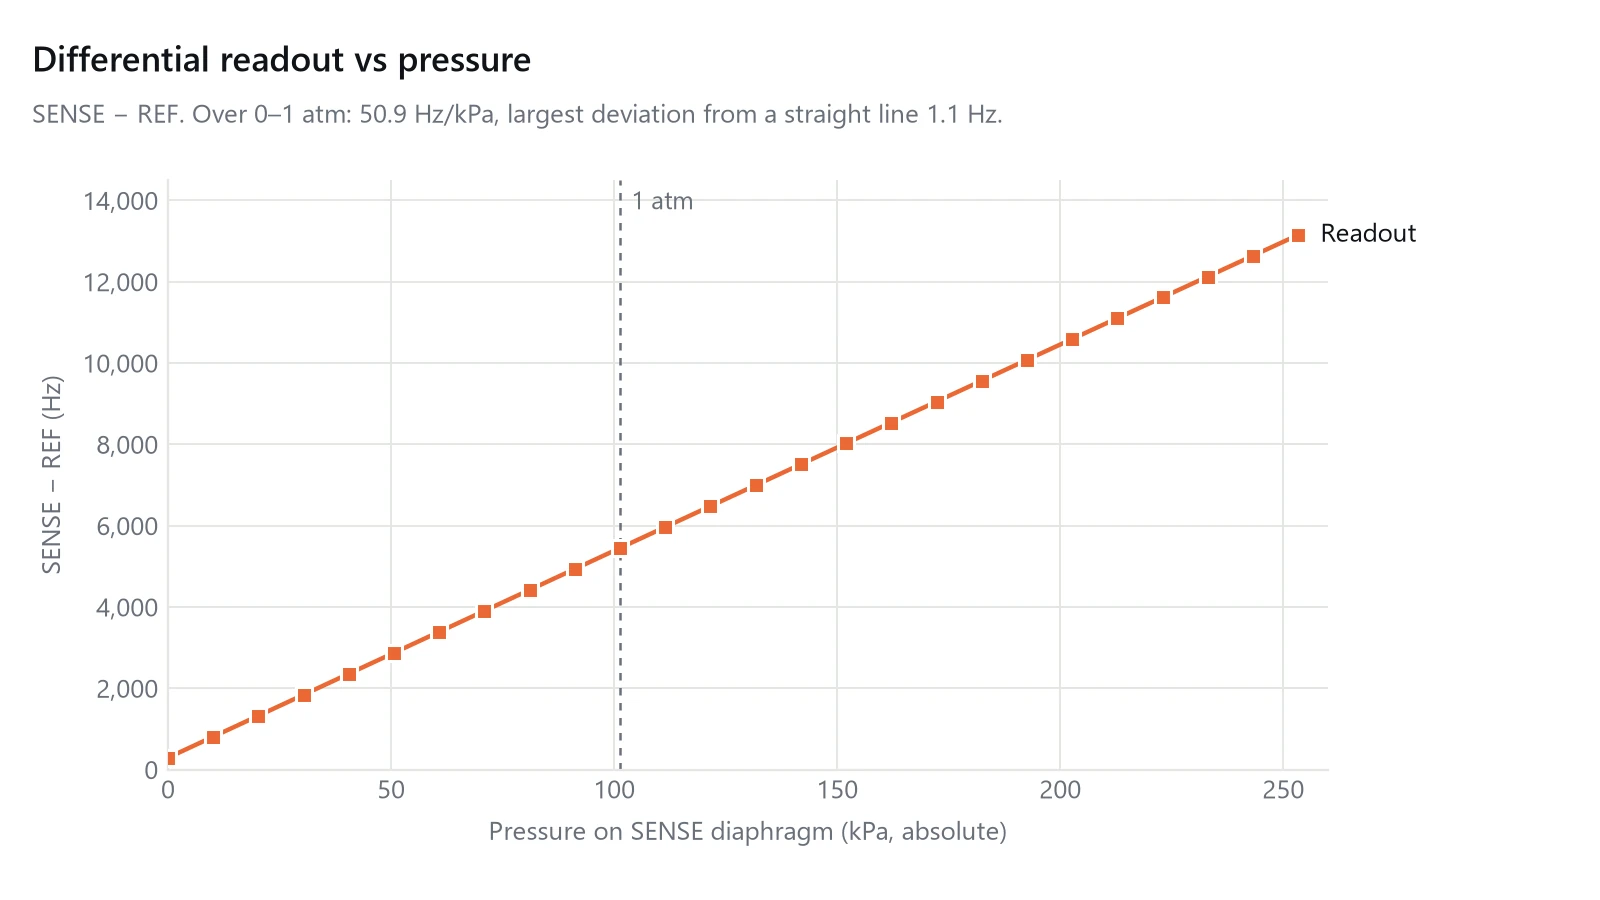 Differential readout vs pressure
SENSE − REF. Over 0–1 atm: 50.9 Hz/kPa, largest deviation from a straight line 1.1 Hz.
14,000
1 atm
Readout
12,000
10,000
8,000
6,000
4,000
2,000
0
SENSE − REF (Hz)
0 50 100 150 200 250
Pressure on SENSE diaphragm (kPa, absolute)